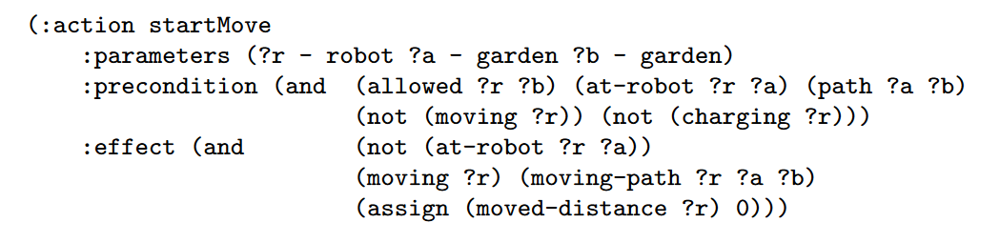 (:action startMove
:parameters (?r - robot ?a - garden ?b - garden)
:precondition (and (allowed ?r ?b) (at-robot ?r ?a) (path ?a ?b)
(not (moving ?r)) (not (charging ?r)))
:effect (and (not (at-robot ?r ?a))
(moving ?r) (moving-path ?r ?a ?b)
(assign (moved-distance ?r) 0)))